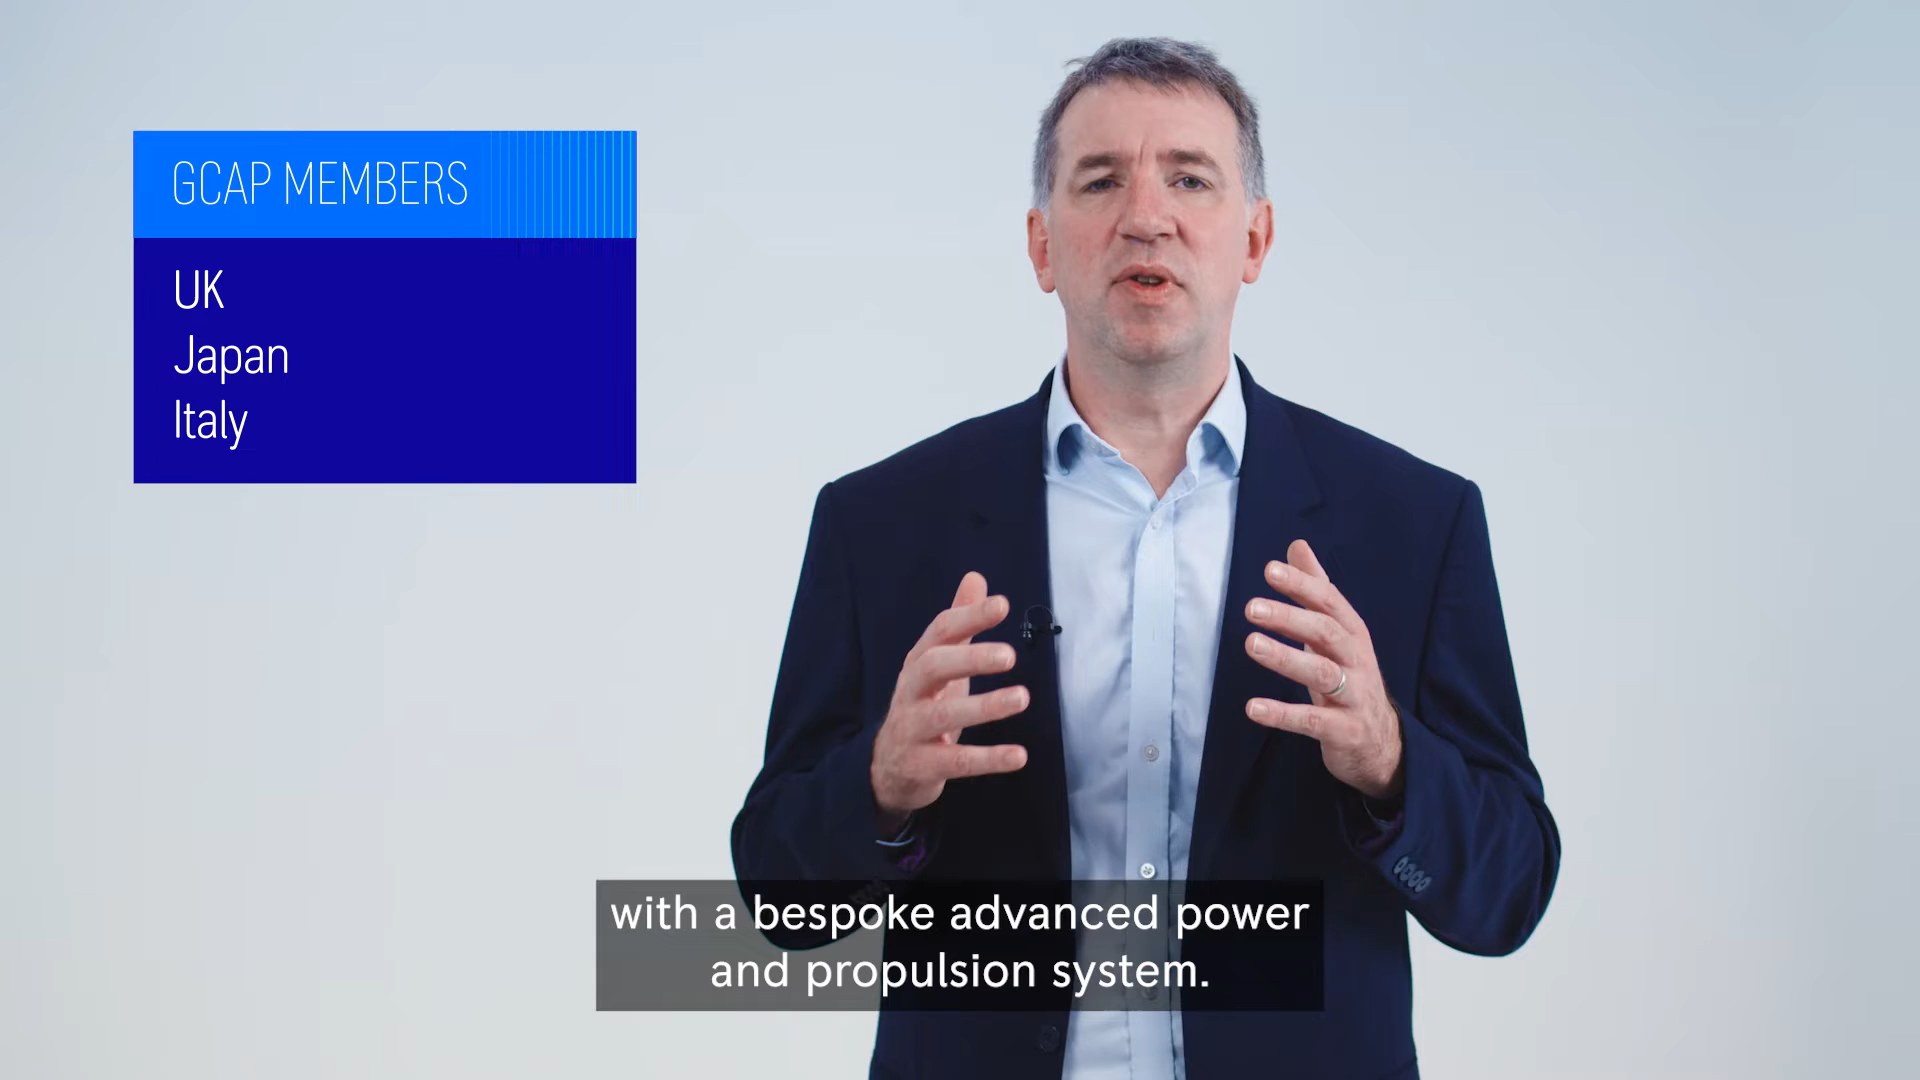 GCAP MEMBERS
UK
Japan
Italy
with a bespoke advanced power
and propulsion system.